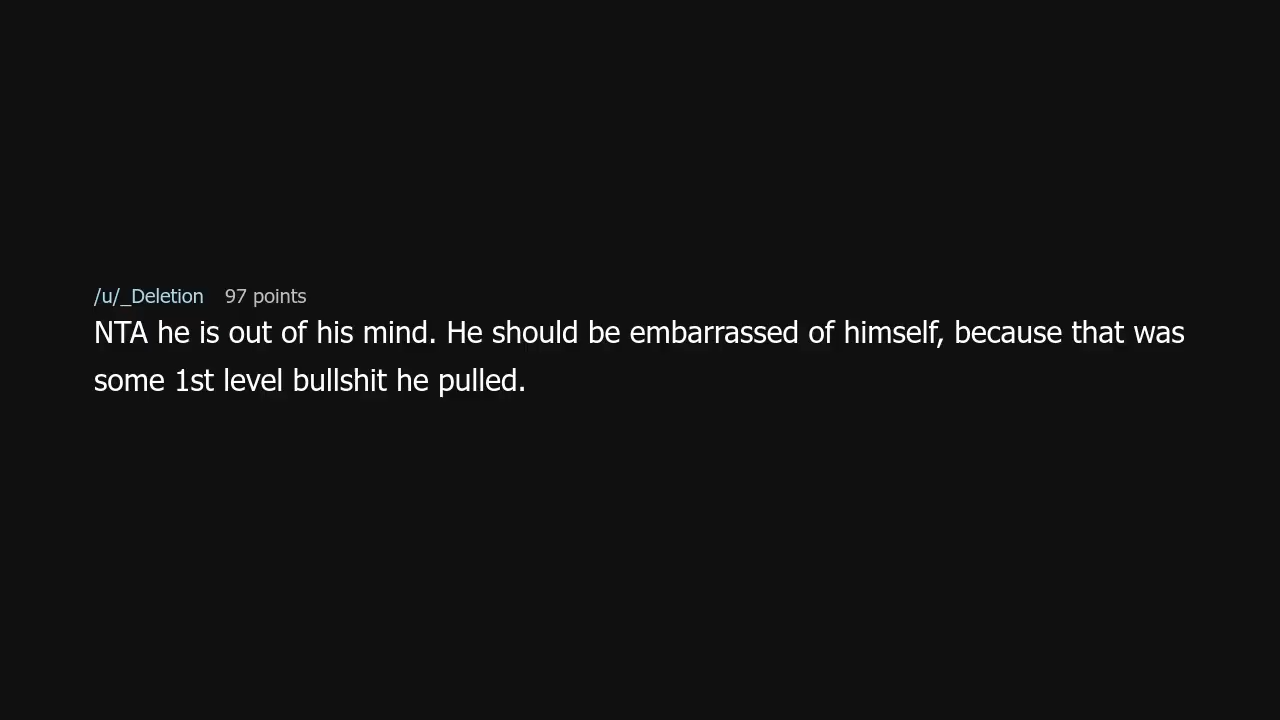 /u/_Deletion 97 points
NTA he is out of his mind. He should be embarrassed of himself, because that was
some 1st level bullshit he pulled.